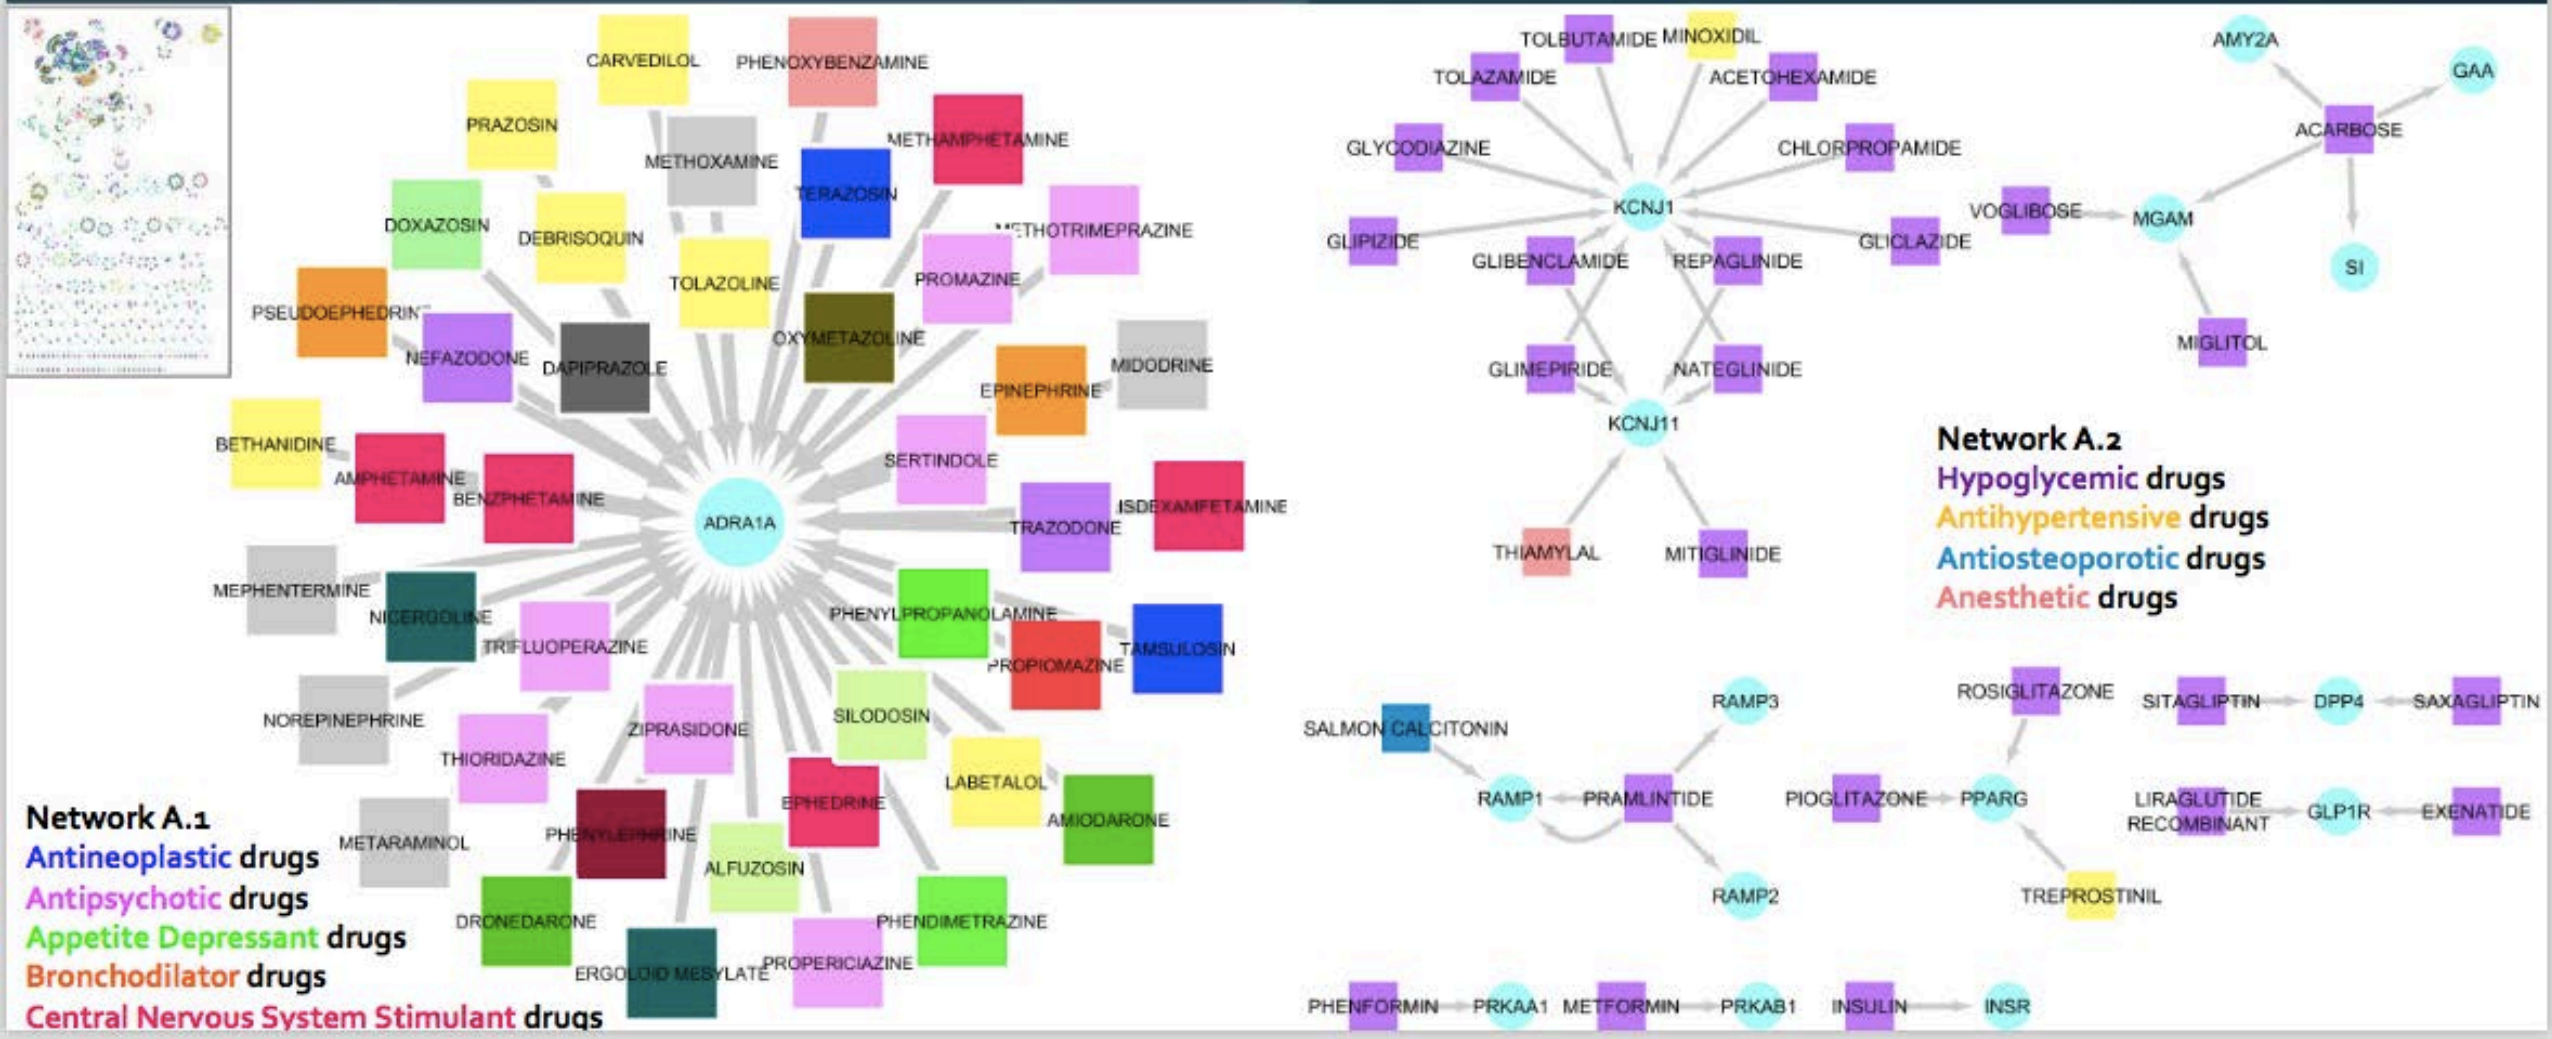 CARVEDILOL
PHENOXYBENZAMINE
PRAZOSIN
METHOXAMINE
METHAMPHETAMINE
TERAZOSIN
DOXAZOSIN
DEBRISOQUIN
METHOTRIMEPRAZINE
TOLAZOLINE
PROMAZINE
PSEUDOEPHEDRINE
NEFAZODONE
DAPIPRAZOLE
OXYMETAZOLINE
EPINEPHRINE
MIDODRINE
BETHANIDINE
AMPHETAMINE
BENZPHETAMINE
SERTINDOLE
TRAZODONE
ISDEXAMFETAMINE
ADRA1A
MEPHENTERMINE
NICERGOLINE
TRIFLUOPERAZINE
PHENYLPROPANOLAMINE
PROPIOMAZINE
TAMSULOSIN
NOREPINEPHRINE
THIORIDAZINE
ZIPRASIDONE
SILODOSIN
LABETALOL
AMIODARONE
METARAMINOL
PHENYLEPHRINE
EPHEDRINE
ALFUZOSIN
DRONEDARONE
ERGOLOID MESYLATE
PROPERICIAZINE
PHENDIMETRAZINE
Network A.1
Antineoplastic drugs
Antipsychotic drugs
Appetite Depressant drugs
Bronchodilator drugs
Central Nervous System Stimulant drugs
TOLBUTAMIDE
MINOXIDIL
TOLAZAMIDE
ACETOHEXAMIDE
GLYCODIAZINE
CHLORPROPAMIDE
KCNJ1
GLIPIZIDE
GLICLAZIDE
GLIBENCLAMIDE
REPAGLINIDE
GLIMEPIRIDE
NATEGLINIDE
KCNJ11
THIAMYLAL
MITIGLINIDE
AMY2A
GAA
ACARBOSE
VOGLIBOSE
MGAM
SI
MIGLITOL
Network A.2
Hypoglycemic drugs
Antihypertensive drugs
Antiosteoporotic drugs
Anesthetic drugs
SALMON CALCITONIN
RAMP3
RAMP1
PRAMLINTIDE
RAMP2
ROSIGLITAZONE
PIOGLITAZONE
PPARG
TREPROSTINIL
SITAGLIPTIN
DPP4
SAXAGLIPTIN
LIRAGLUTIDE
RECOMBINANT
GLP1R
EXENATIDE
PHENFORMIN
PRKAA1
METFORMIN
PRKAB1
INSULIN
INSR